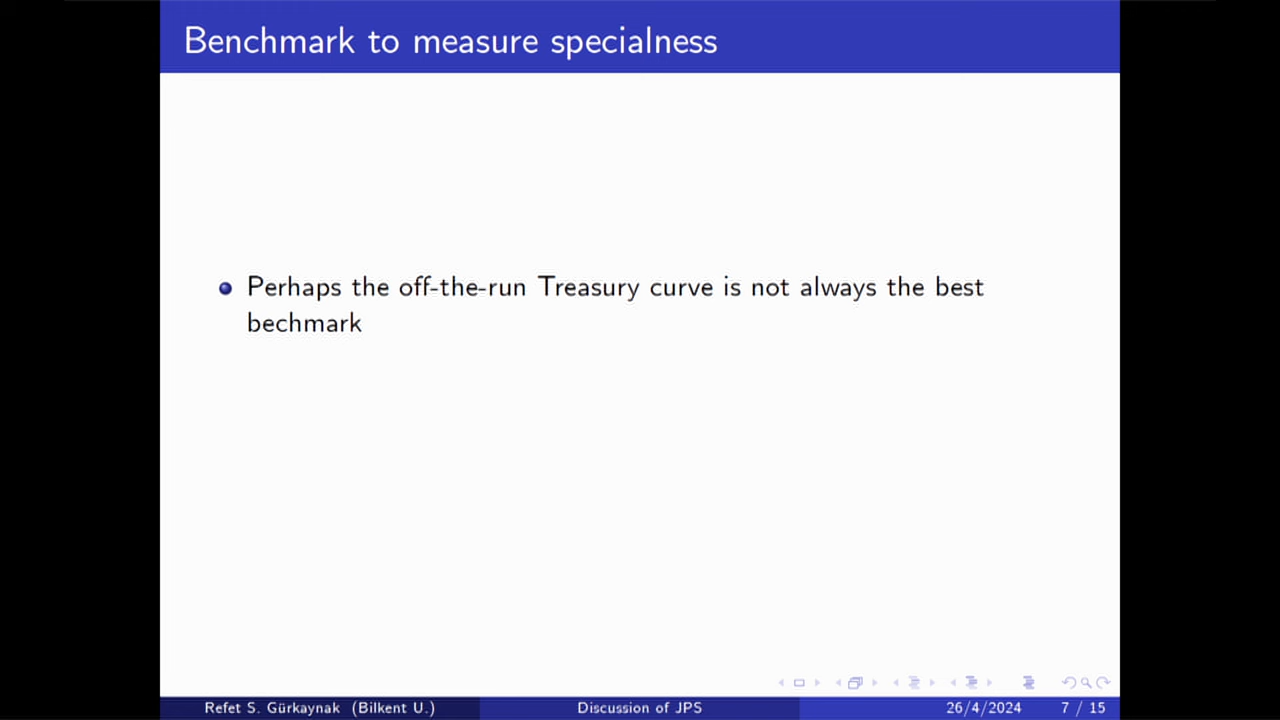 Benchmark to measure specialness
Perhaps the off-the-run Treasury curve is not always the best
bechmark
Refet S. Gürkaynak (Bilkent U.)
Discussion of JPS
26/4/2024
7 / 15